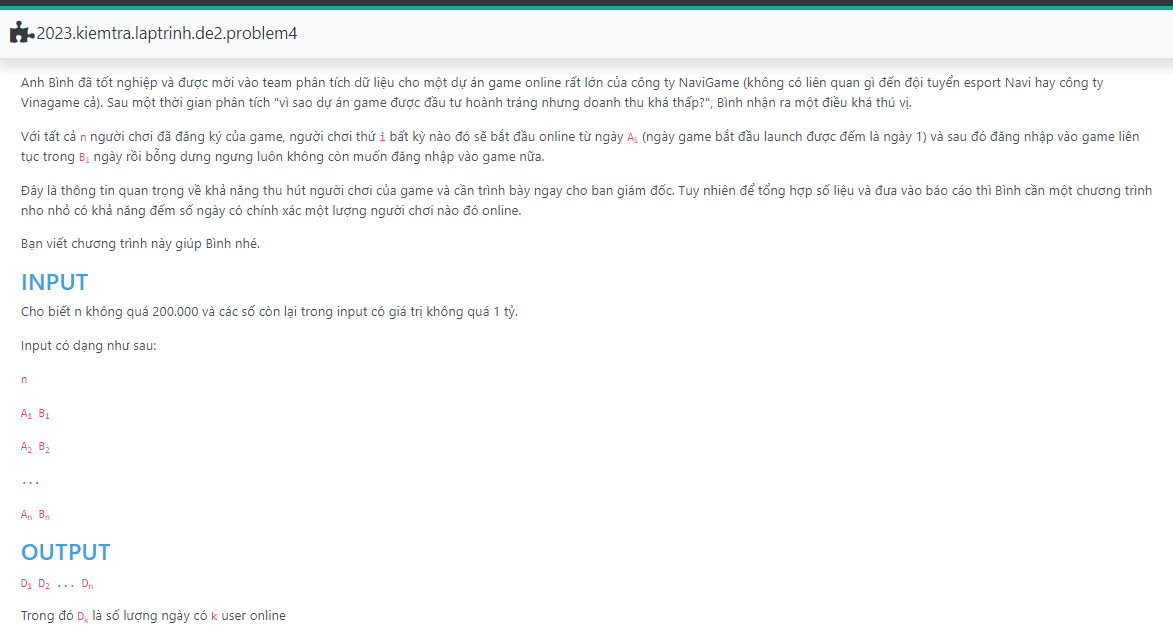 2023.kiemtra.laptrinh.de2.problem4
Anh Bình đã tốt nghiệp và được mời vào team phân tích dữ liệu cho một dự án game online rất lớn của công ty NaviGame (không có liên quan gì đến đội tuyển esport Navi hay công ty
Vinagame cả). Sau một thời gian phân tích "vì sao dự án game được đầu tư hoành tráng nhưng doanh thu khá thấp?", Bình nhận ra một điều khá thú vị.
Với tất cả n người chơi đã đăng ký của game, người chơi thứ i bất kỳ nào đó sẽ bắt đầu online từ ngày Aᵢ (ngày game bắt đầu launch được đếm là ngày 1) và sau đó đăng nhập vào game liên
tục trong Bᵢ ngày rồi bỗng dưng ngưng luôn không còn muốn đăng nhập vào game nữa.
Đây là thông tin quan trọng về khả năng thu hút người chơi của game và cần trình bày ngay cho ban giám đốc. Tuy nhiên để tổng hợp số liệu và đưa vào báo cáo thì Bình cần một chương trình
nho nhỏ có khả năng đếm số ngày có chính xác một lượng người chơi nào đó online.
Bạn viết chương trình này giúp Bình nhé.
INPUT
Cho biết n không quá 200.000 và các số còn lại trong input có giá trị không quá 1 tỷ.
Input có dạng như sau:
n
A₁ B₁
A₂ B₂
...
Aₙ Bₙ
OUTPUT
D₁ D₂ ... Dₙ
Trong đó Dₖ là số lượng ngày có k user online